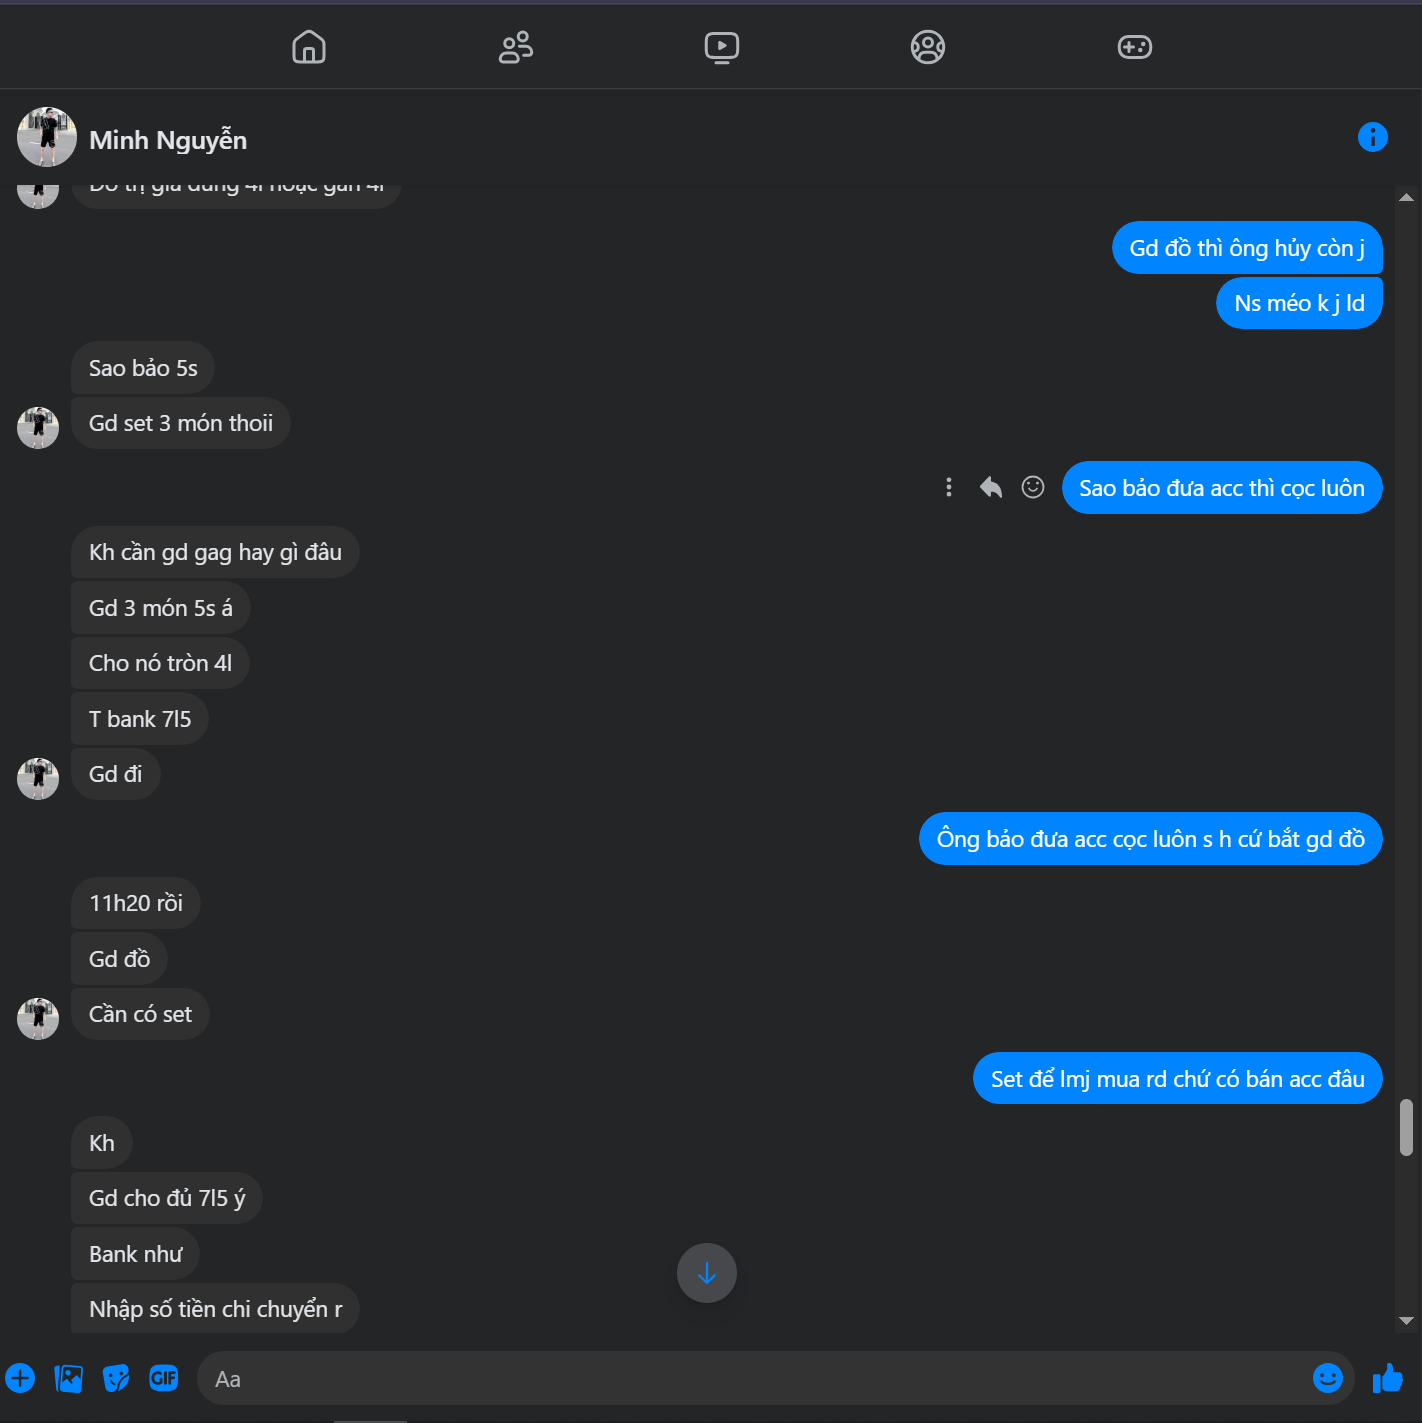 Minh Nguyễn
Gd đồ thì ông hủy còn j
Ns méo k j ld
Sao bảo 5s
Gd set 3 món thoii
Sao bảo đưa acc thì cọc luôn
Kh cần gd gag hay gì đâu
Gd 3 món 5s á
Cho nó tròn 4l
T bank 7l5
Gd đi
Ông bảo đưa acc cọc luôn s h cứ bắt gd đồ
11h20 rồi
Gd đồ
Cần có set
Set để lmj mua rd chứ có bán acc đâu
Kh
Gd cho đủ 7l5 ý
Bank như
Nhập số tiền chi chuyển r
GIF
Aa